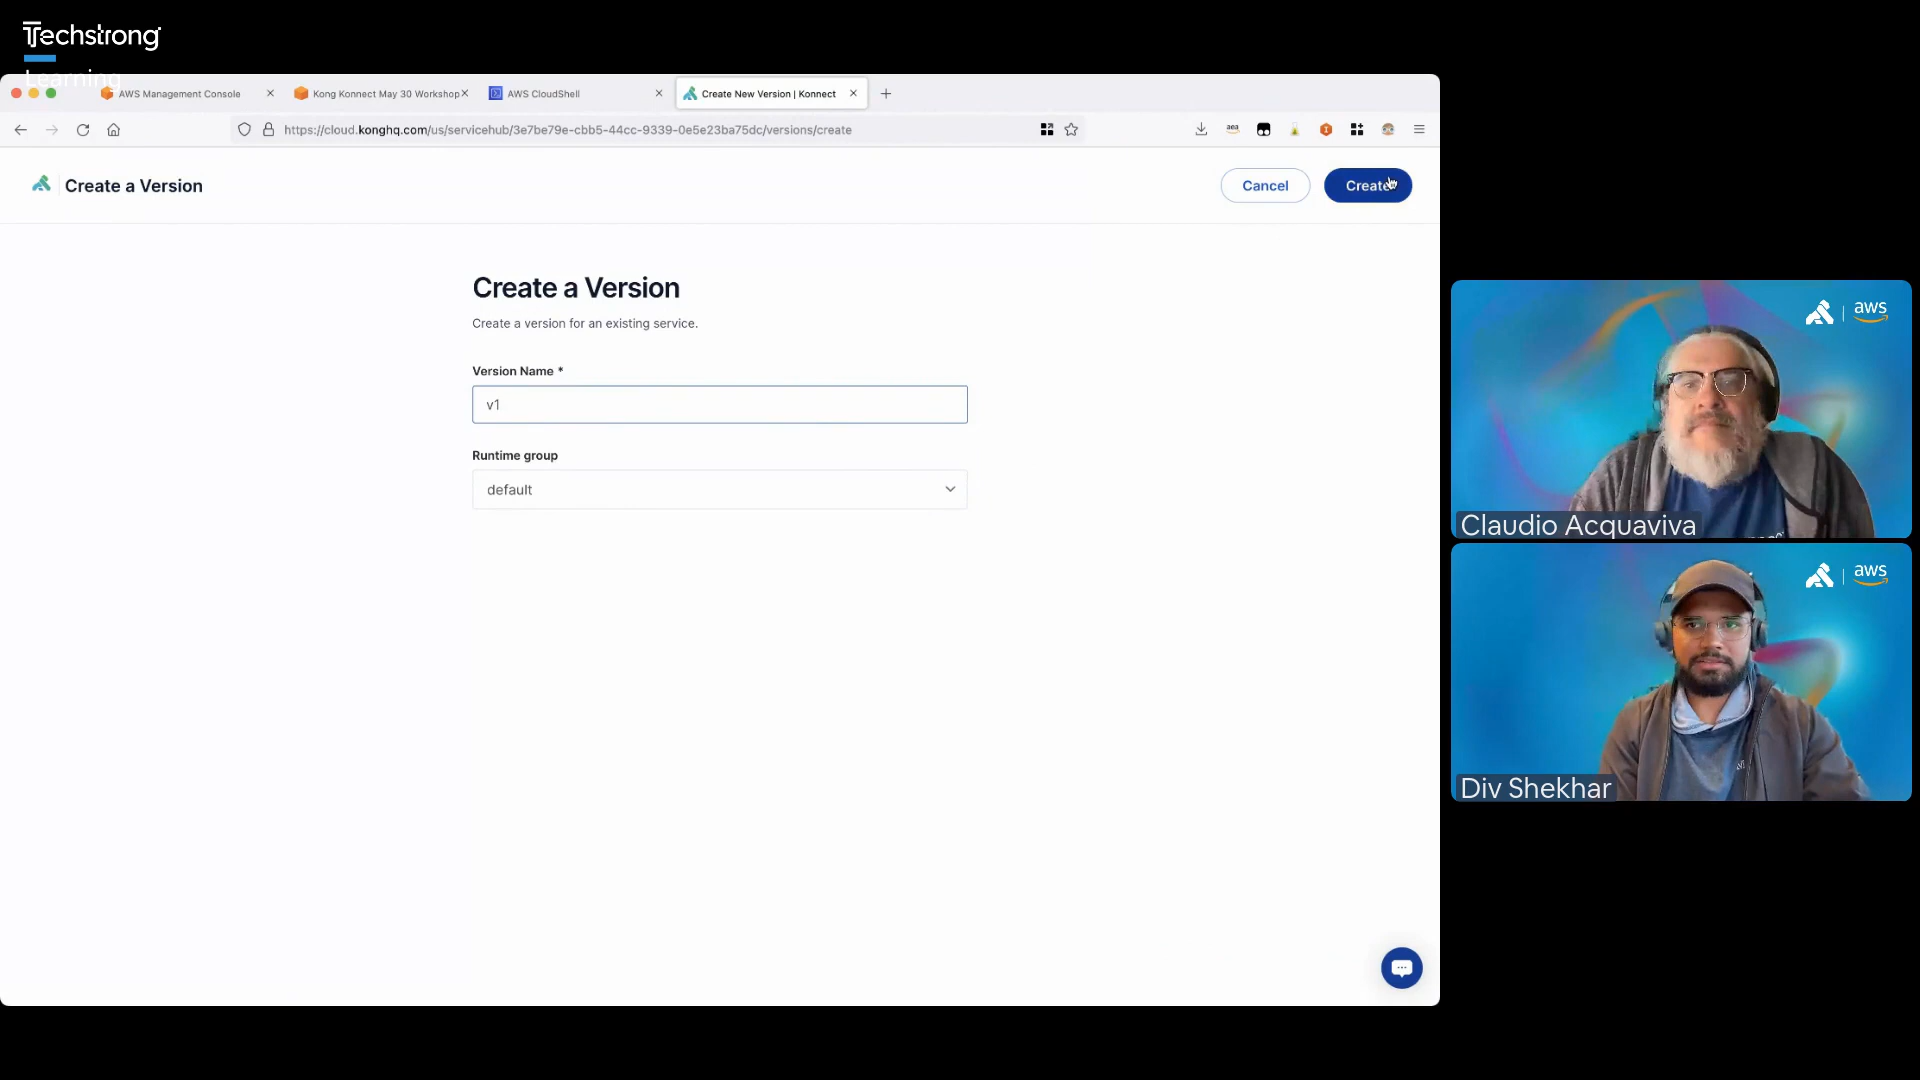 Techstrong
Learning
AWS Management Console
Kong Konnect May 30 Workshop
AWS CloudShell
Create New Version | Konnect
https://cloud.konghq.com/us/servicehub/3e7be79e-cbb5-44cc-9339-0e5e23ba75dc/versions/create
Create a Version
Cancel
Create
Create a Version
Create a version for an existing service.
Version Name *
v1
Runtime group
default
aws
Claudio Acquaviva
aws
Div Shekhar